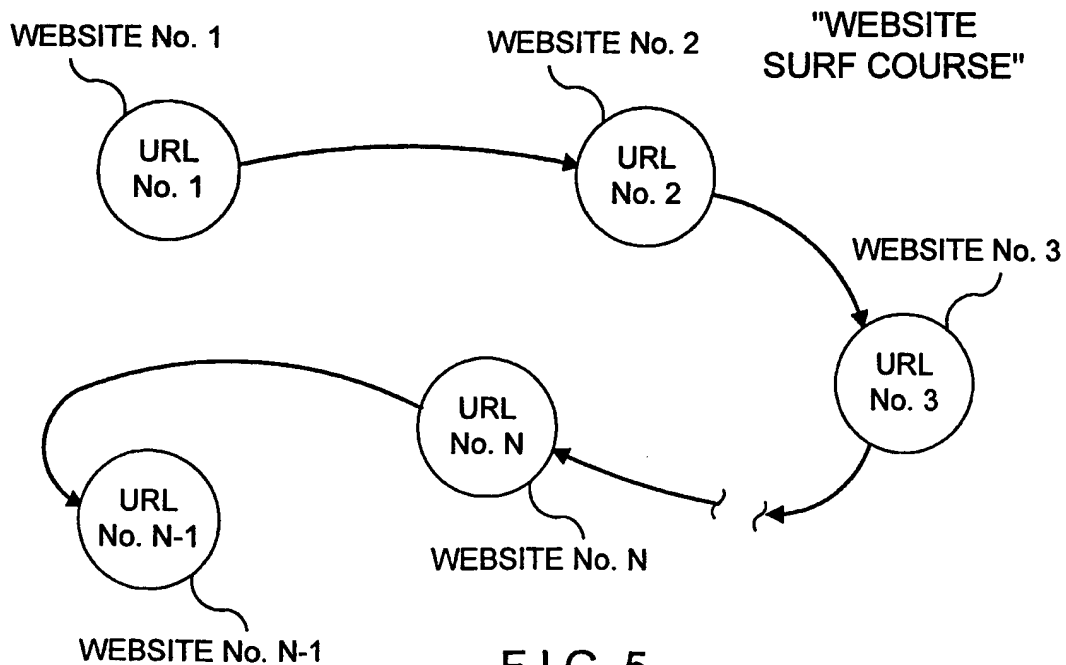 WEBSITE No. 1
WEBSITE No. 2
"WEBSITE
SURF COURSE"
URL
No. 1
URL
No. 2
WEBSITE No. 3
URL
No. 3
URL
No. N
URL
No. N-1
WEBSITE No. N
WEBSITE No. N-1
FIG. 5